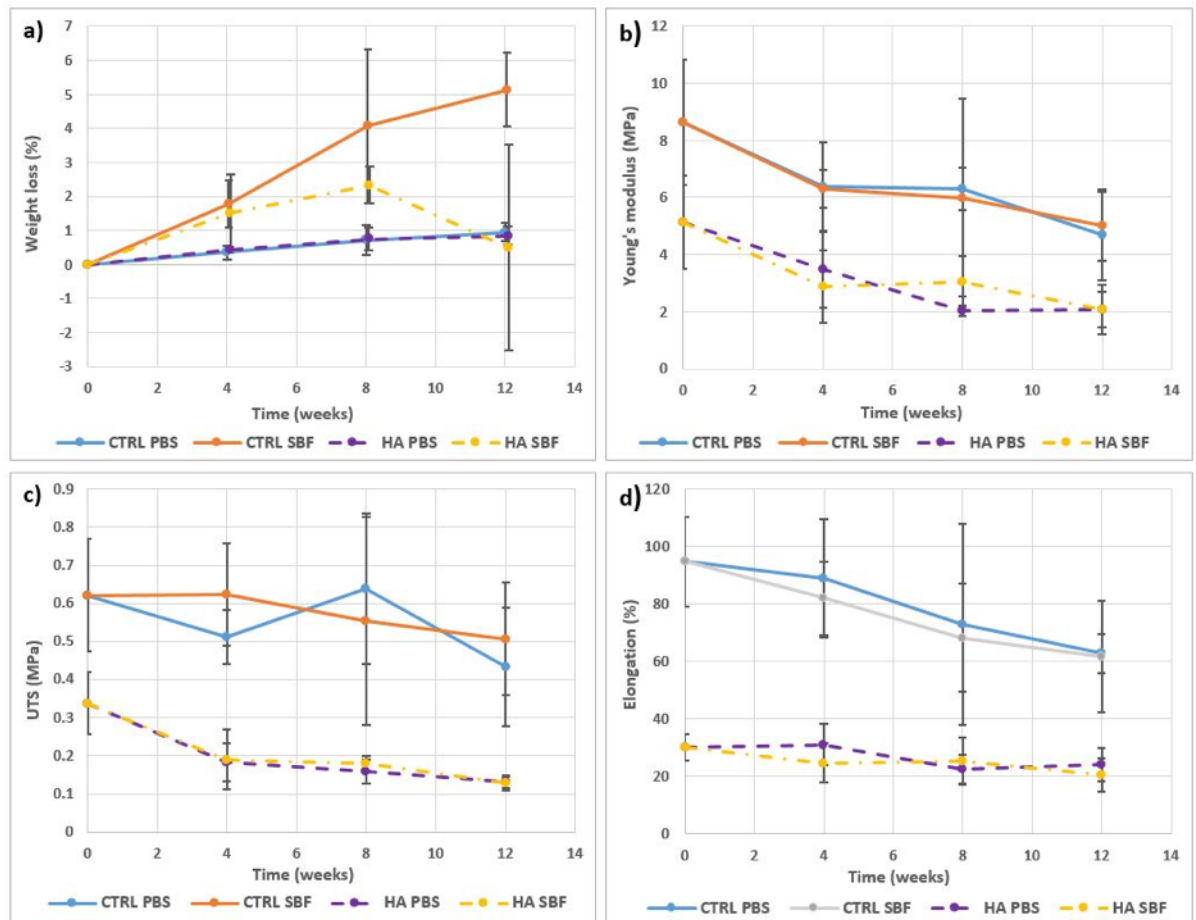 a)
7
6
5
4
3
2
1
0
-1
-2
-3
Weight loss (%)
0 2 4 6 8 10 12 14
Time (weeks)
CTRL PBS CTRL SBF HA PBS HA SBF
b)
12
10
8
6
4
2
0
Young`s modulus (MPa)
0 2 4 6 8 10 12 14
Time (weeks)
CTRL PBS CTRL SBF HA PBS HA SBF
c)
0.9
0.8
0.7
0.6
0.5
0.4
0.3
0.2
0.1
0
UTS (MPa)
0 2 4 6 8 10 12 14
Time (weeks)
CTRL PBS CTRL SBF HA PBS HA SBF
d)
120
100
80
60
40
20
0
Elongation (%)
0 2 4 6 8 10 12 14
Time (weeks)
CTRL PBS CTRL SBF HA PBS HA SBF